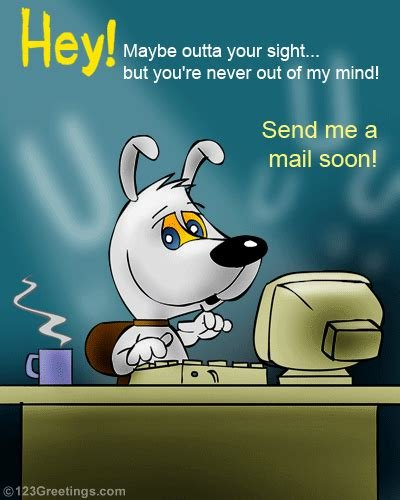 Hey!
Maybe outta your sight...
but you're never out of my mind!
Send me a
mail soon!
©123Greetings.com